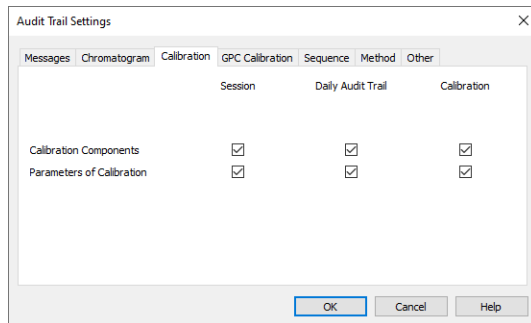 Audit Trail Settings
Messages Chromatogram Calibration GPC Calibration Sequence Method Other
Session Daily Audit Trail Calibration
Calibration Components
Parameters of Calibration
OK Cancel Help